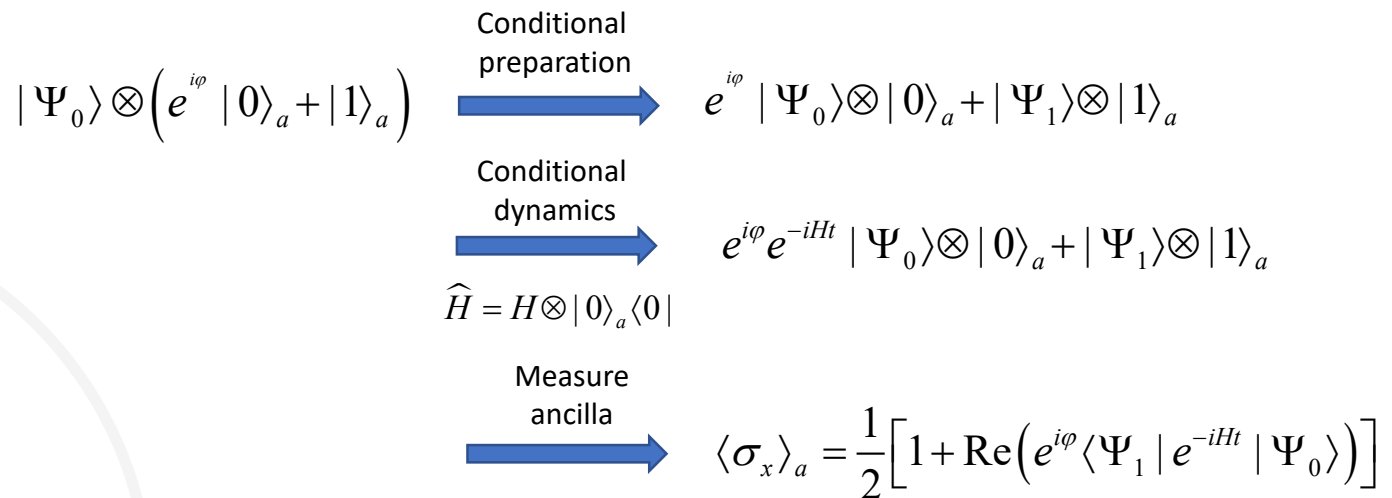 Conditional
preparation
|Ψ₀⟩⊗(e^{iφ}|0⟩ₐ+|1⟩ₐ) e^{iφ}|Ψ₀⟩⊗|0⟩ₐ+|Ψ₁⟩⊗|1⟩ₐ
Conditional
dynamics
e^{iφ}e^{−iHt}|Ψ₀⟩⊗|0⟩ₐ+|Ψ₁⟩⊗|1⟩ₐ
Ĥ=H⊗|0⟩ₐ⟨0|
Measure
ancilla
⟨σₓ⟩ₐ=1/2[1+Re(e^{iφ}⟨Ψ₁|e^{−iHt}|Ψ₀⟩)]